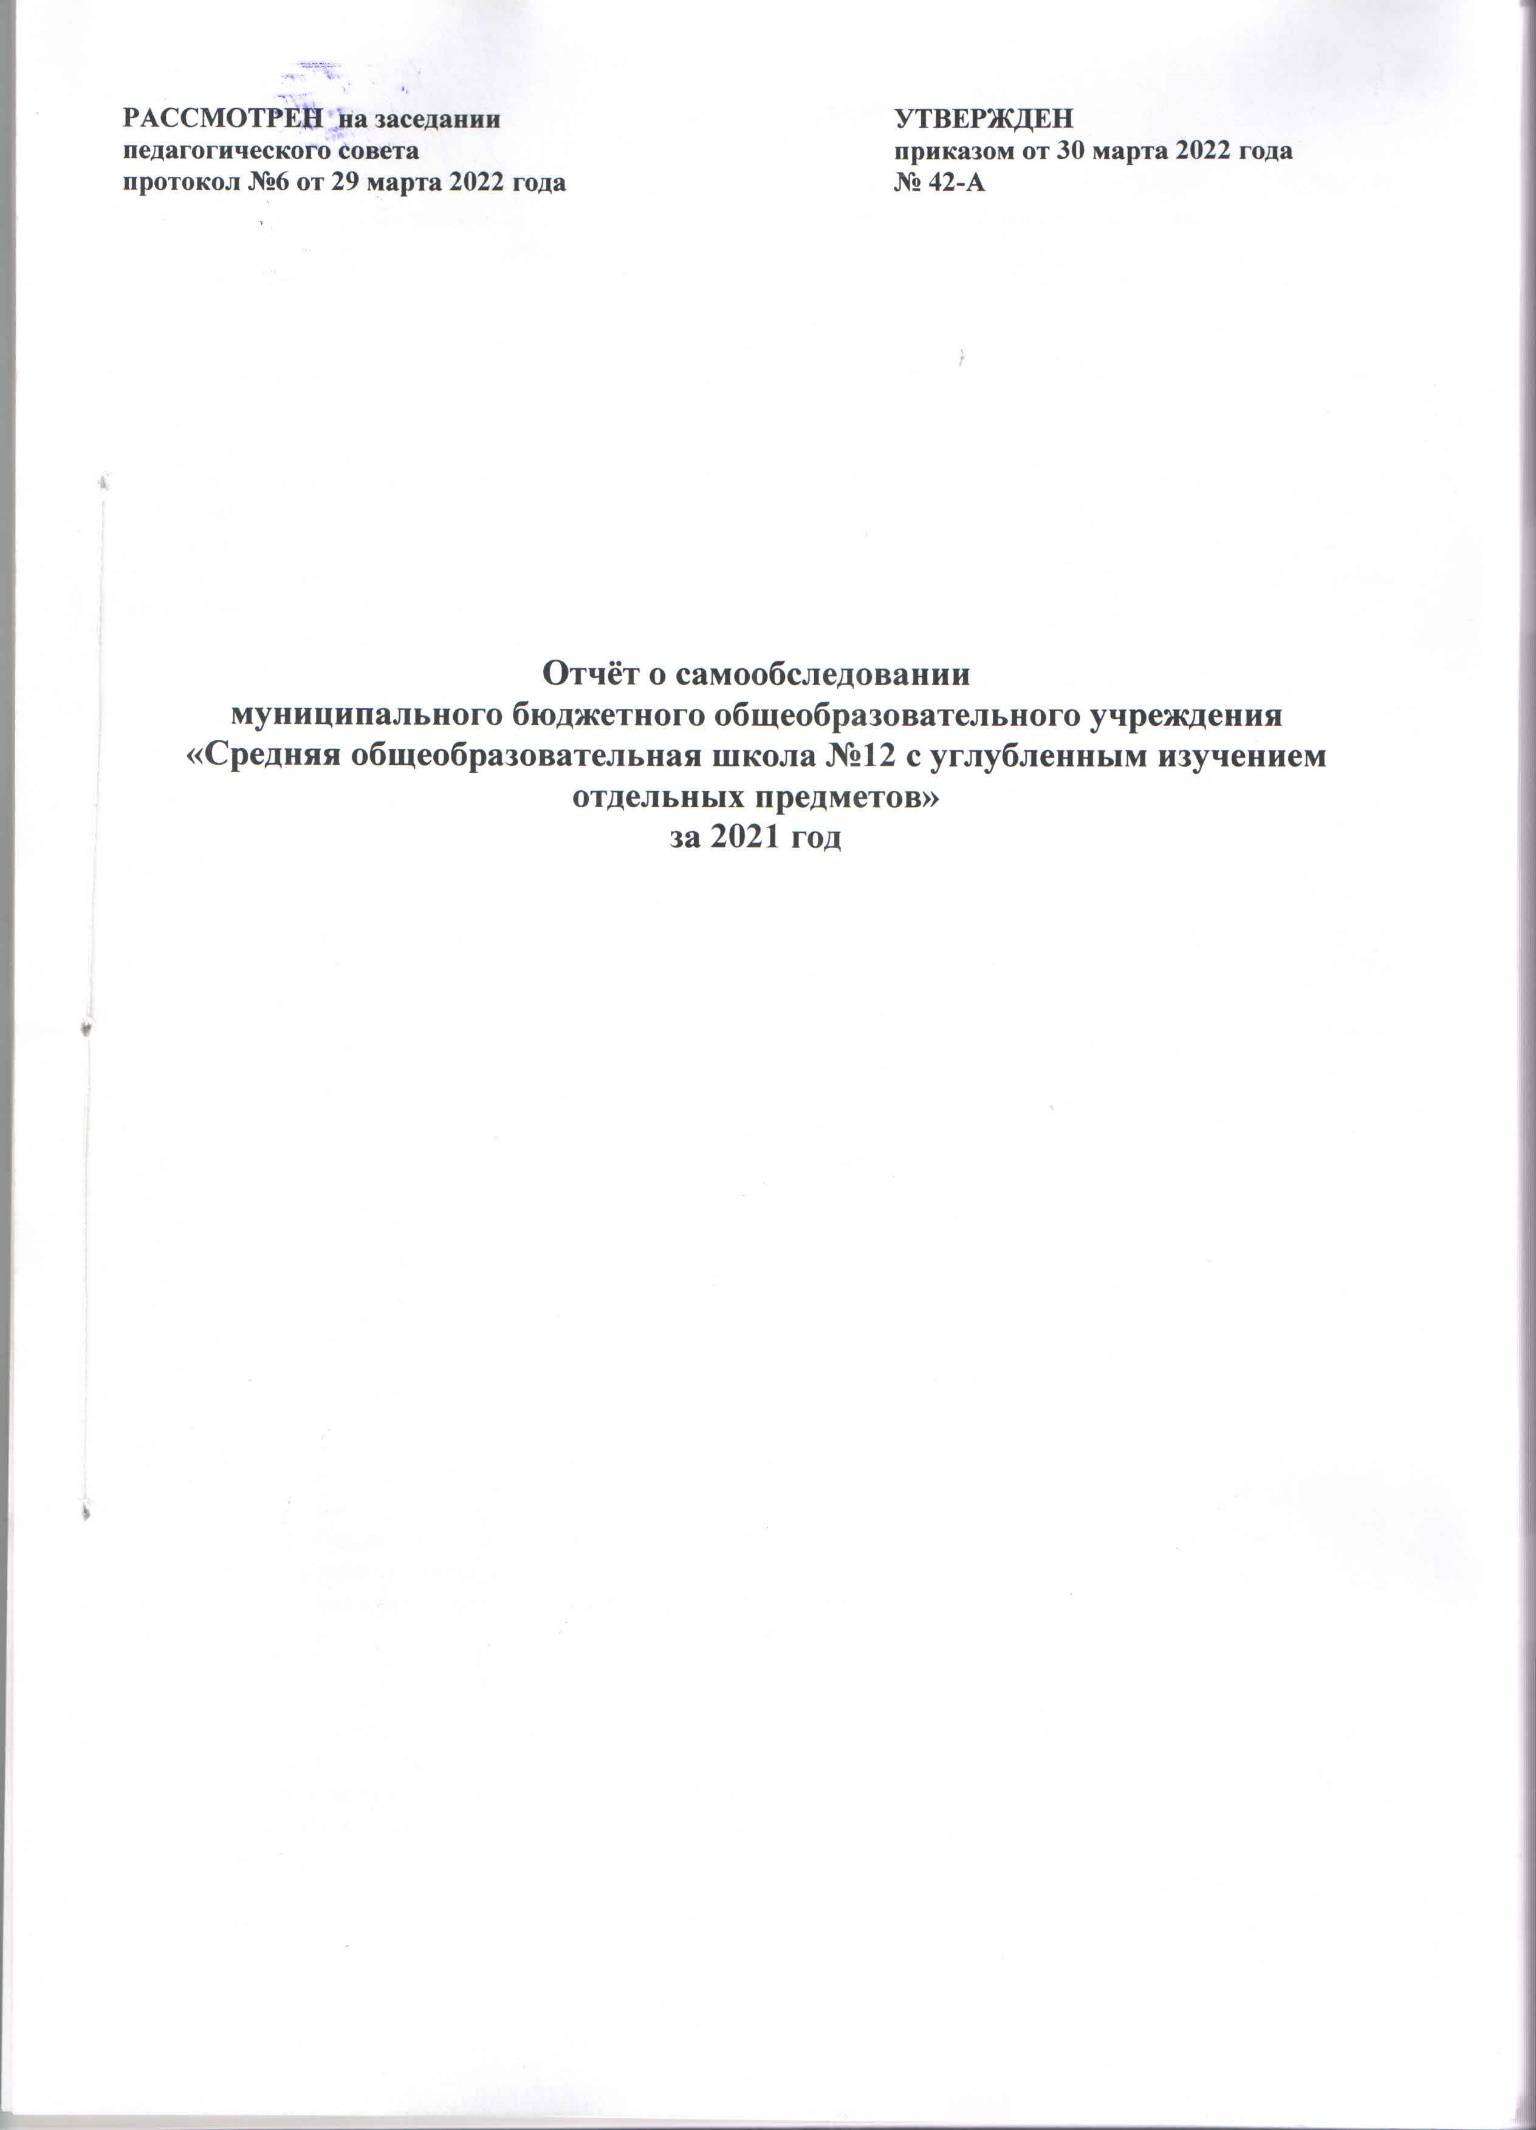 РАССМОТРЕН на заседании
педагогического совета
протокол №6 от 29 марта 2022 года
УТВЕРЖДЕН
приказом от 30 марта 2022 года
№ 42-А
Отчёт о самообследовании
муниципального бюджетного общеобразовательного учреждения
«Средняя общеобразовательная школа №12 с углубленным изучением
отдельных предметов»
за 2021 год